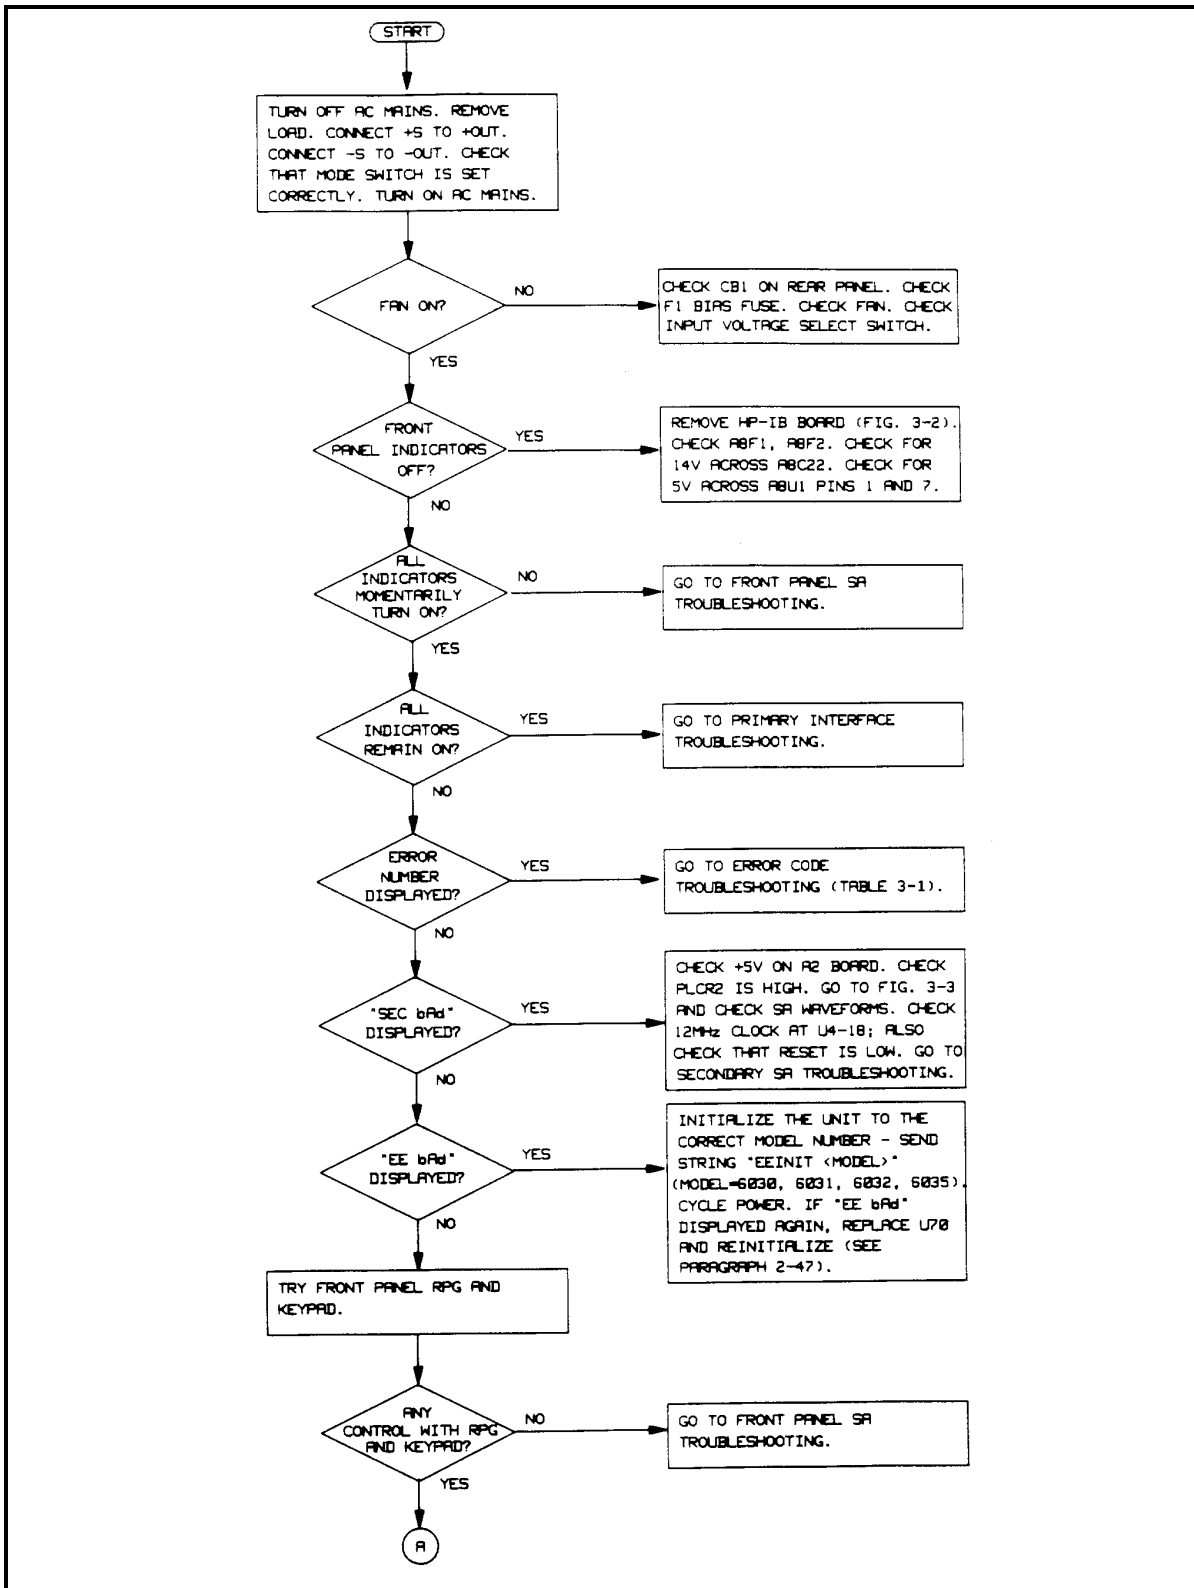 START
TURN OFF AC MAINS. REMOVE
LOAD. CONNECT +S TO +OUT.
CONNECT -S TO -OUT. CHECK
THAT MODE SWITCH IS SET
CORRECTLY. TURN ON AC MAINS.
FAN ON?
NO
CHECK CB1 ON REAR PANEL. CHECK
F1 BIAS FUSE. CHECK FAN. CHECK
INPUT VOLTAGE SELECT SWITCH.
YES
FRONT
PANEL INDICATORS
OFF?
YES
REMOVE HP-IB BOARD (FIG. 3-2).
CHECK A8F1, A8F2. CHECK FOR
14V ACROSS A8C22. CHECK FOR
5V ACROSS A8U1 PINS 1 AND 7.
NO
ALL
INDICATORS
MOMENTARILY
TURN ON?
NO
GO TO FRONT PANEL SA
TROUBLESHOOTING.
YES
ALL
INDICATORS
REMAIN ON?
YES
GO TO PRIMARY INTERFACE
TROUBLESHOOTING.
NO
ERROR
NUMBER
DISPLAYED?
YES
GO TO ERROR CODE
TROUBLESHOOTING (TABLE 3-1).
NO
"SEC bAd"
DISPLAYED?
YES
CHECK +5V ON A2 BOARD. CHECK
PLCR2 IS HIGH. GO TO FIG. 3-3
AND CHECK SA WAVEFORMS. CHECK
12MHz CLOCK AT U4-18; ALSO
CHECK THAT RESET IS LOW. GO TO
SECONDARY SA TROUBLESHOOTING.
NO
"EE bAd"
DISPLAYED?
YES
INITIALIZE THE UNIT TO THE
CORRECT MODEL NUMBER - SEND
STRING "EEINIT <MODEL>"
(MODEL=6030, 6031, 6032, 6035).
CYCLE POWER. IF "EE bAd"
DISPLAYED AGAIN, REPLACE U70
AND REINITIALIZE (SEE
PARAGRAPH 2-47).
NO
TRY FRONT PANEL RPG AND
KEYPAD.
ANY
CONTROL WITH RPG
AND KEYPAD?
NO
GO TO FRONT PANEL SA
TROUBLESHOOTING.
YES
A